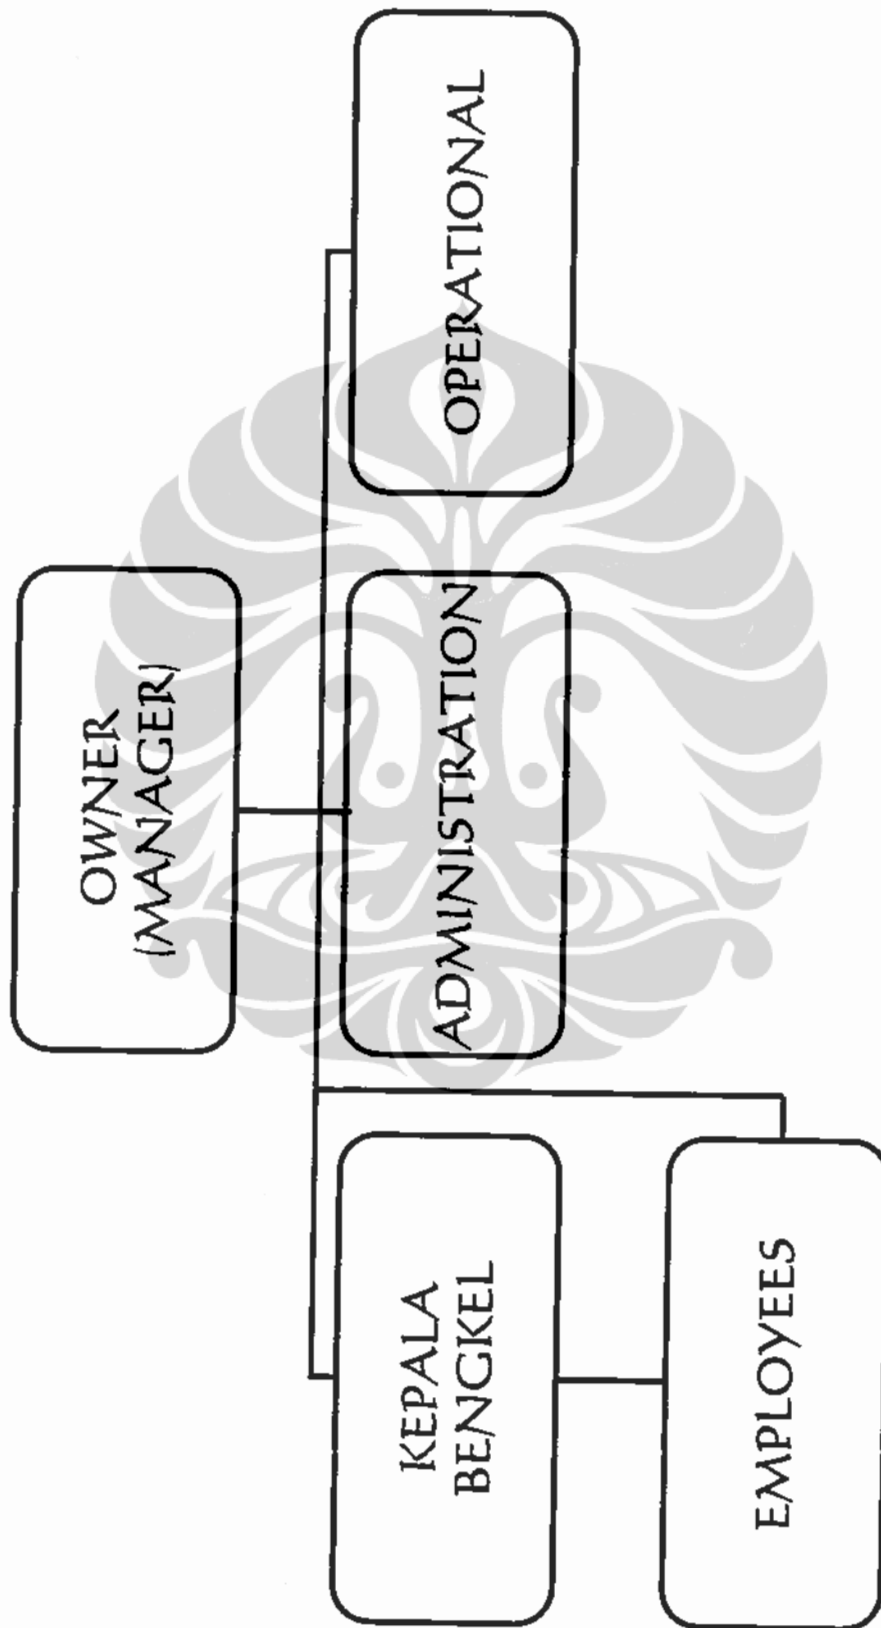 OWNER
(MANAGER)
KEPALA
BENGKEL
ADMINISTRATION
OPERATIONAL
EMPLOYEES